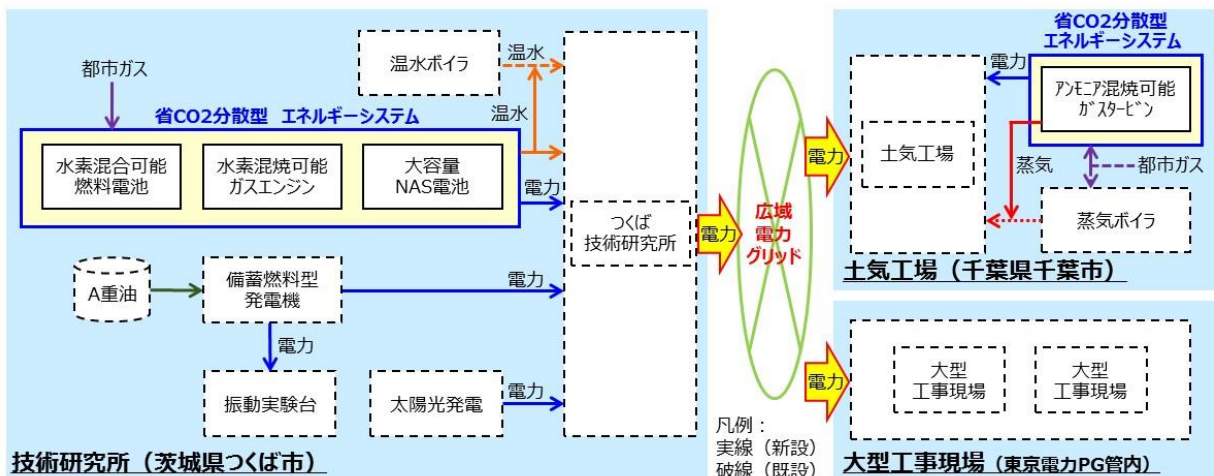 都市ガス
温水ボイラ
温水
温水
省CO2分散型 エネルギーシステム
水素混合可能
燃料電池
水素混焼可能
ガスエンジン
大容量
NAS電池
電力
つくば
技術研究所
A重油
備蓄燃料型
発電機
電力
電力
振動実験台
太陽光発電
電力
技術研究所（茨城県つくば市）
電力
広域
電力
グリッド
電力
電力
凡例：
実線（新設）
破線（既設）
省CO2分散型
エネルギーシステム
電力
アンモニア混焼可能
ガスタービン
土気工場
蒸気
都市ガス
蒸気ボイラ
土気工場（千葉県千葉市）
大型
工事現場
大型
工事現場
大型工事現場（東京電力PG管内）